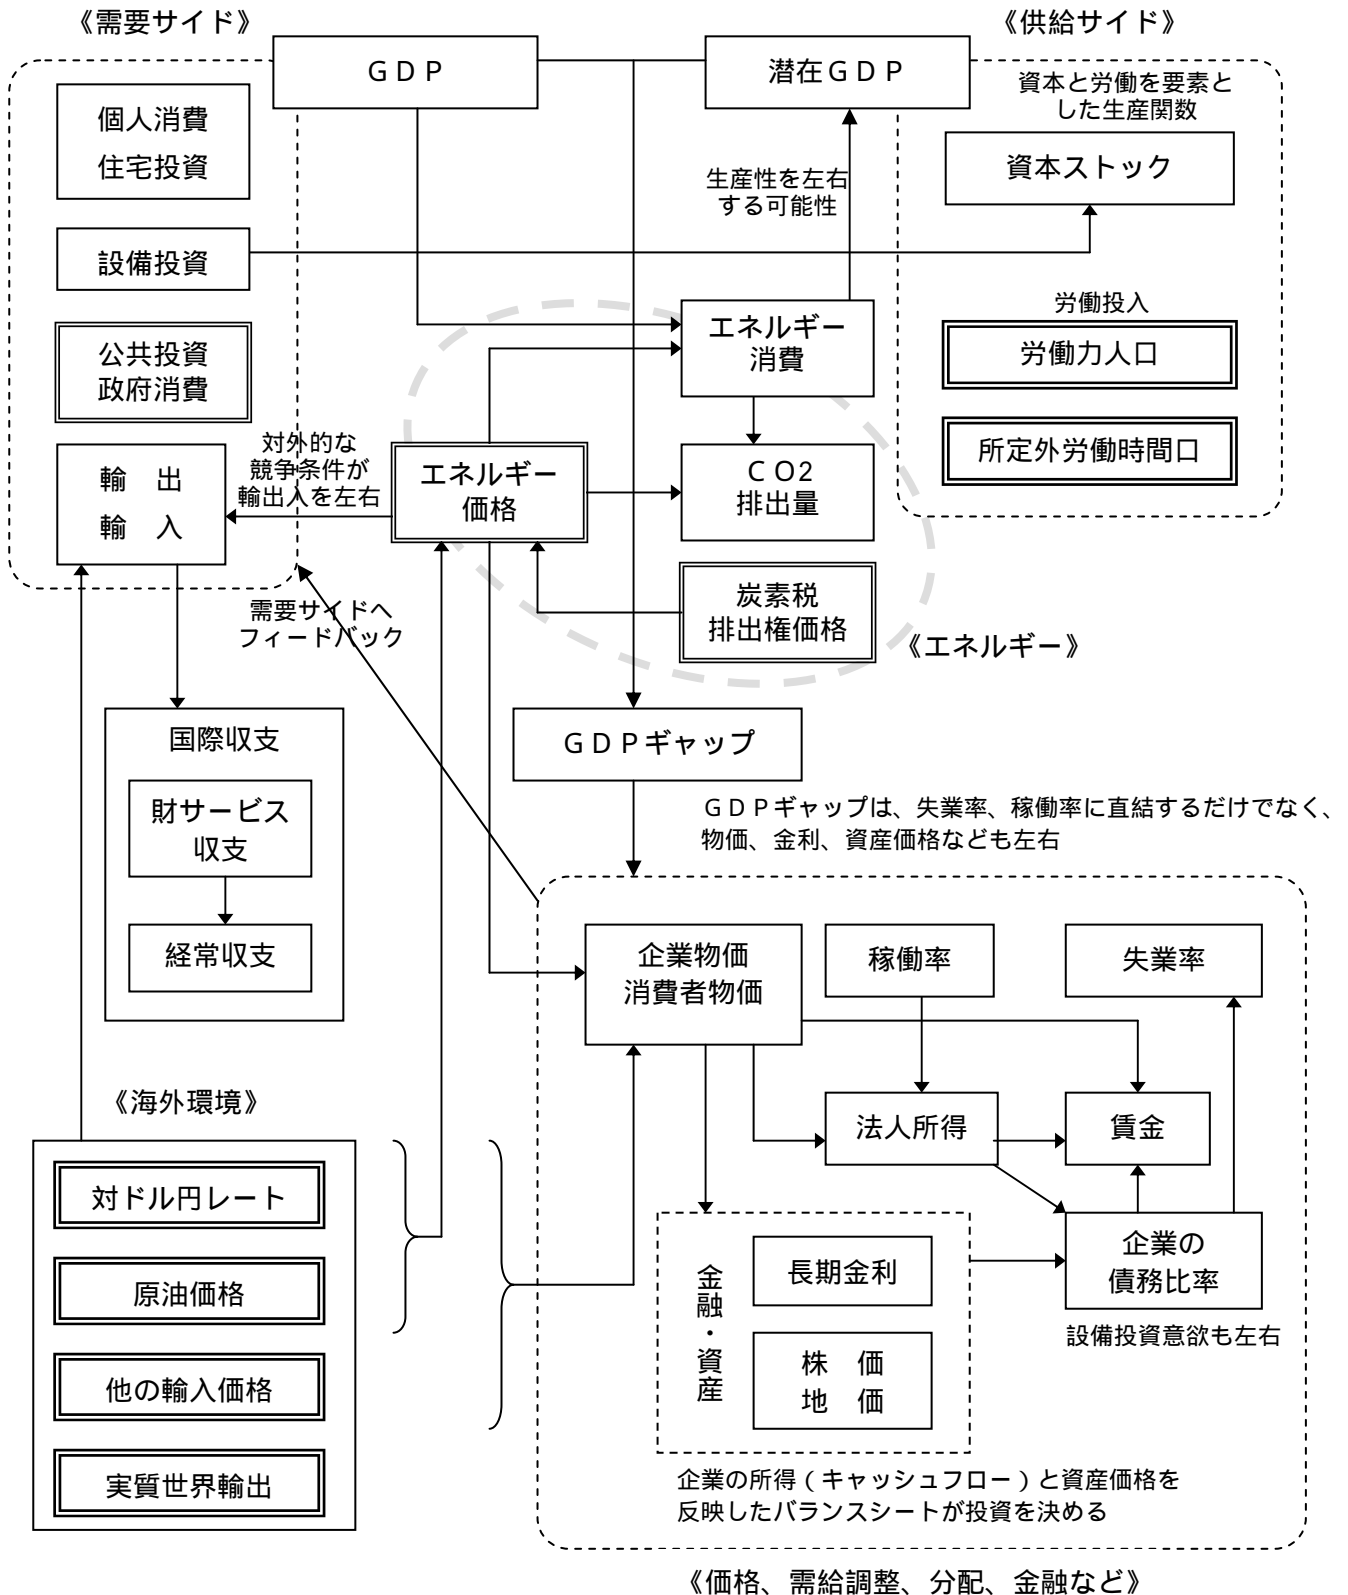 《需要サイド》
《供給サイド》
ＧＤＰ
潜在ＧＤＰ
個人消費
住宅投資
設備投資
公共投資
政府消費
輸　出
輸　入
資本と労働を要素と
した生産関数
資本ストック
生産性を左右
する可能性
労働投入
労働力人口
所定外労働時間口
エネルギー
消費
対外的な
競争条件が
輸出入を左右
エネルギー
価格
ＣＯ2
排出量
炭素税
排出権価格
《エネルギー》
需要サイドへ
フィードバック
国際収支
財サービス
収支
経常収支
ＧＤＰギャップ
ＧＤＰギャップは、失業率、稼働率に直結するだけでなく、
物価、金利、資産価格なども左右
企業物価
消費者物価
稼働率
失業率
法人所得
賃金
《海外環境》
対ドル円レート
原油価格
他の輸入価格
実質世界輸出
金融・資産
長期金利
株　価
地　価
企業の
債務比率
設備投資意欲も左右
企業の所得（キャッシュフロー）と資産価格を
反映したバランスシートが投資を決める
《価格、需給調整、分配、金融など》